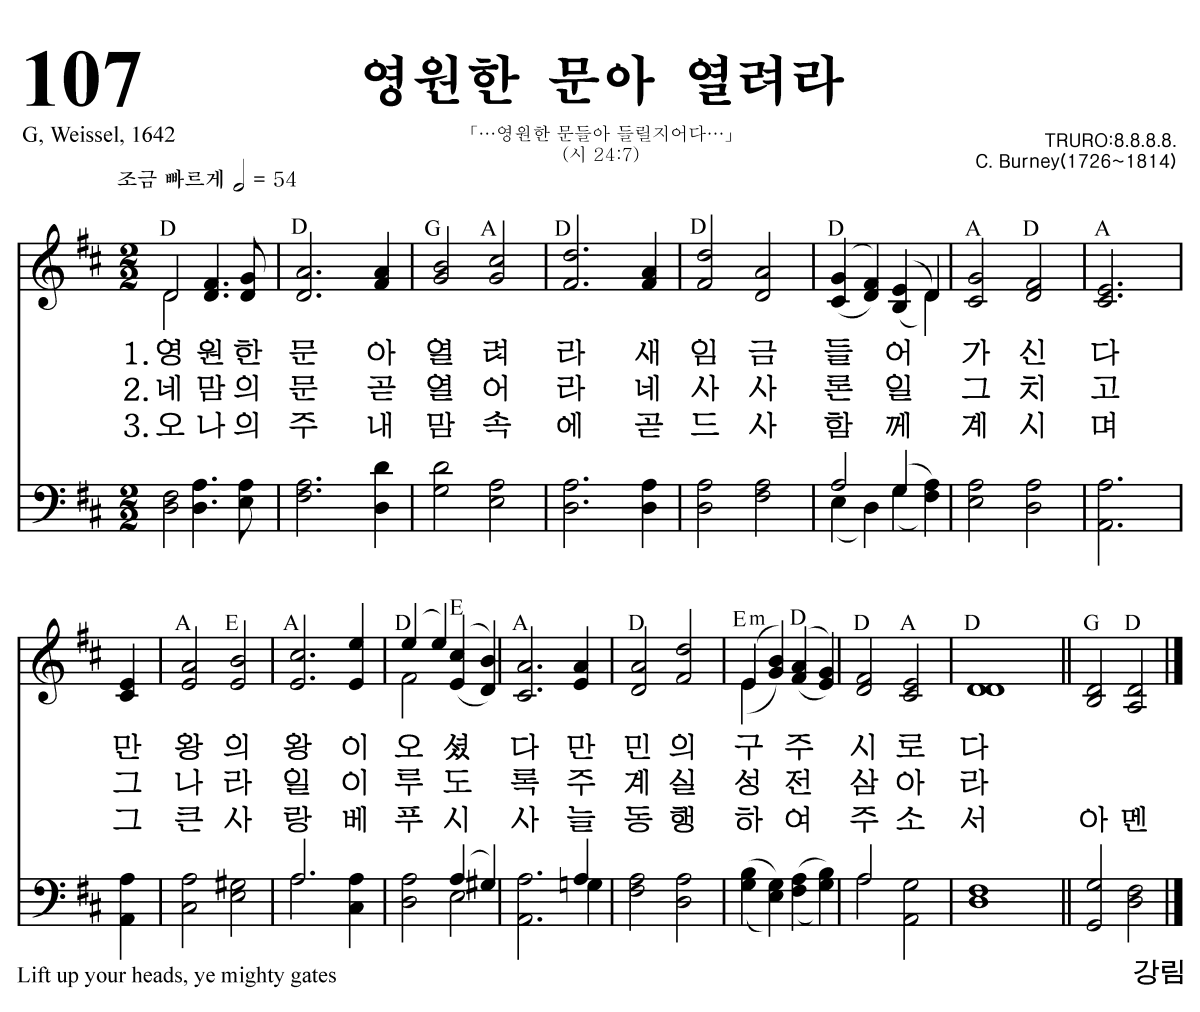 107
영원한 문아 열려라
G, Weissel, 1642
「…영원한 문들아 들릴지어다…」
(시 24:7)
TRURO:8.8.8.8.
C. Burney(1726~1814)
조금 빠르게 = 54
D D G A D D D A D A
1.영 원 한 문 아 열 려 라 새 임 금 들 어 가 신 다
2.네 맘 의 문 곧 열 어 라 네 사 사 론 일 그 치 고
3.오 나 의 주 내 맘 속 에 곧 드 사 함 께 계 시 며
A E A D E A D Em D D A D G D
만 왕 의 왕 이 오 셨 다 만 민 의 구 주 시 로 다
그 나 라 일 이 루 도 록 주 계 실 성 전 삼 아 라
그 큰 사 랑 베 푸 시 사 늘 동 행 하 여 주 소 서 아 멘
Lift up your heads, ye mighty gates
강림